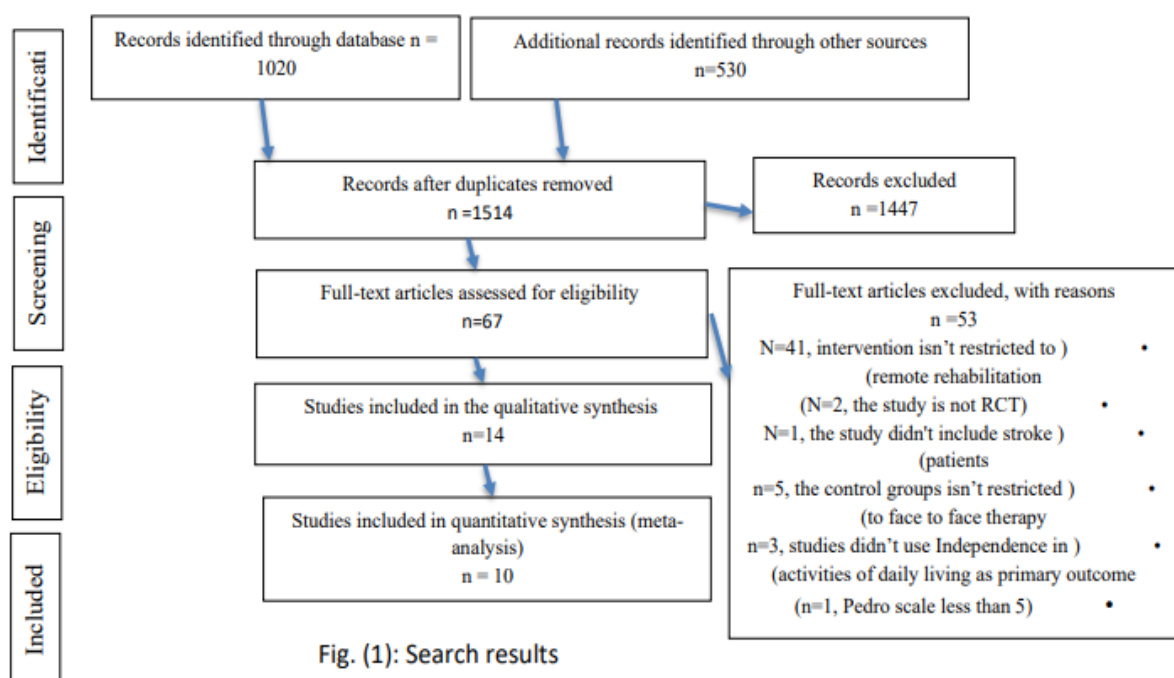 Identificati
Records identified through database n =
1020
Additional records identified through other sources
n=530
Records after duplicates removed
n =1514
Records excluded
n =1447
Screening
Full-text articles assessed for eligibility
n=67
Full-text articles excluded, with reasons
n =53
N=41, intervention isn’t restricted to ) •
(remote rehabilitation
(N=2, the study is not RCT) •
N=1, the study didn't include stroke ) •
(patients
n=5, the control groups isn’t restricted ) •
(to face to face therapy
n=3, studies didn’t use Independence in ) •
(activities of daily living as primary outcome
(n=1, Pedro scale less than 5) •
Eligibility
Studies included in the qualitative synthesis
n=14
Studies included in quantitative synthesis (meta-
analysis)
n = 10
Included
Fig. (1): Search results